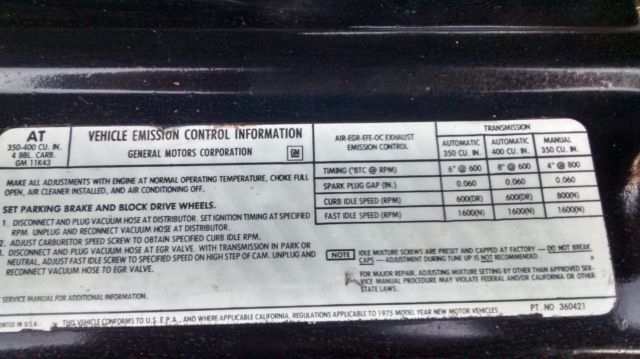 AT
350-400 CU. IN.
4 BBL. CARB.
GM 11K43
VEHICLE EMISSION CONTROL INFORMATION
GENERAL MOTORS CORPORATION GM
AIR-EGR-EFE-OC EXHAUST
EMISSION CONTROL
TRANSMISSION
AUTOMATIC 350 CU. IN.
AUTOMATIC 400 CU. IN.
MANUAL 350 CU. IN.
TIMING (°BTC @ RPM) 6° @ 600 8° @ 600 4° @ 800
SPARK PLUG GAP (IN.) 0.060 0.060 0.060
CURB IDLE SPEED (RPM) 600(DR) 600(DR) 800(N)
FAST IDLE SPEED (RPM) 1600(N) 1600(N) 1600(N)
MAKE ALL ADJUSTMENTS WITH ENGINE AT NORMAL OPERATING TEMPERATURE, CHOKE FULL
OPEN, AIR CLEANER INSTALLED, AND AIR CONDITIONING OFF.
SET PARKING BRAKE AND BLOCK DRIVE WHEELS.
1. DISCONNECT AND PLUG VACUUM HOSE AT DISTRIBUTOR. SET IGNITION TIMING AT SPECIFIED
RPM. UNPLUG AND RECONNECT VACUUM HOSE TO DISTRIBUTOR.
2. ADJUST CARBURETOR SPEED SCREW TO OBTAIN SPECIFIED CURB IDLE RPM.
. DISCONNECT AND PLUG VACUUM HOSE AT EGR VALVE. WITH TRANSMISSION IN PARK OR
NEUTRAL, ADJUST FAST IDLE SCREW TO SPECIFIED RPM ON HIGH STEP OF CAM. UNPLUG AND
RECONNECT VACUUM HOSE TO EGR VALVE.
SERVICE MANUAL FOR ADDITIONAL INFORMATION.
NOTE IDLE MIXTURE SCREWS ARE PRESET AND CAPPED AT FACTORY — DO NOT BREAK
CAPS — ADJUSTMENT DURING TUNE UP IS NOT RECOMMENDED.
FOR MAJOR REPAIR, ADJUSTING MIXTURE SETTING BY OTHER THAN APPROVED SER-
VICE MANUAL PROCEDURE MAY VIOLATE FEDERAL AND/OR CALIFORNIA OR OTHER
STATE LAWS.
RINTED IN U.S.A. THIS VEHICLE CONFORMS TO U.S.E.P.A., AND WHERE APPLICABLE CALIFORNIA, REGULATIONS APPLICABLE TO 1975 MODEL YEAR NEW MOTOR VEHICLES. PT. NO. 360421